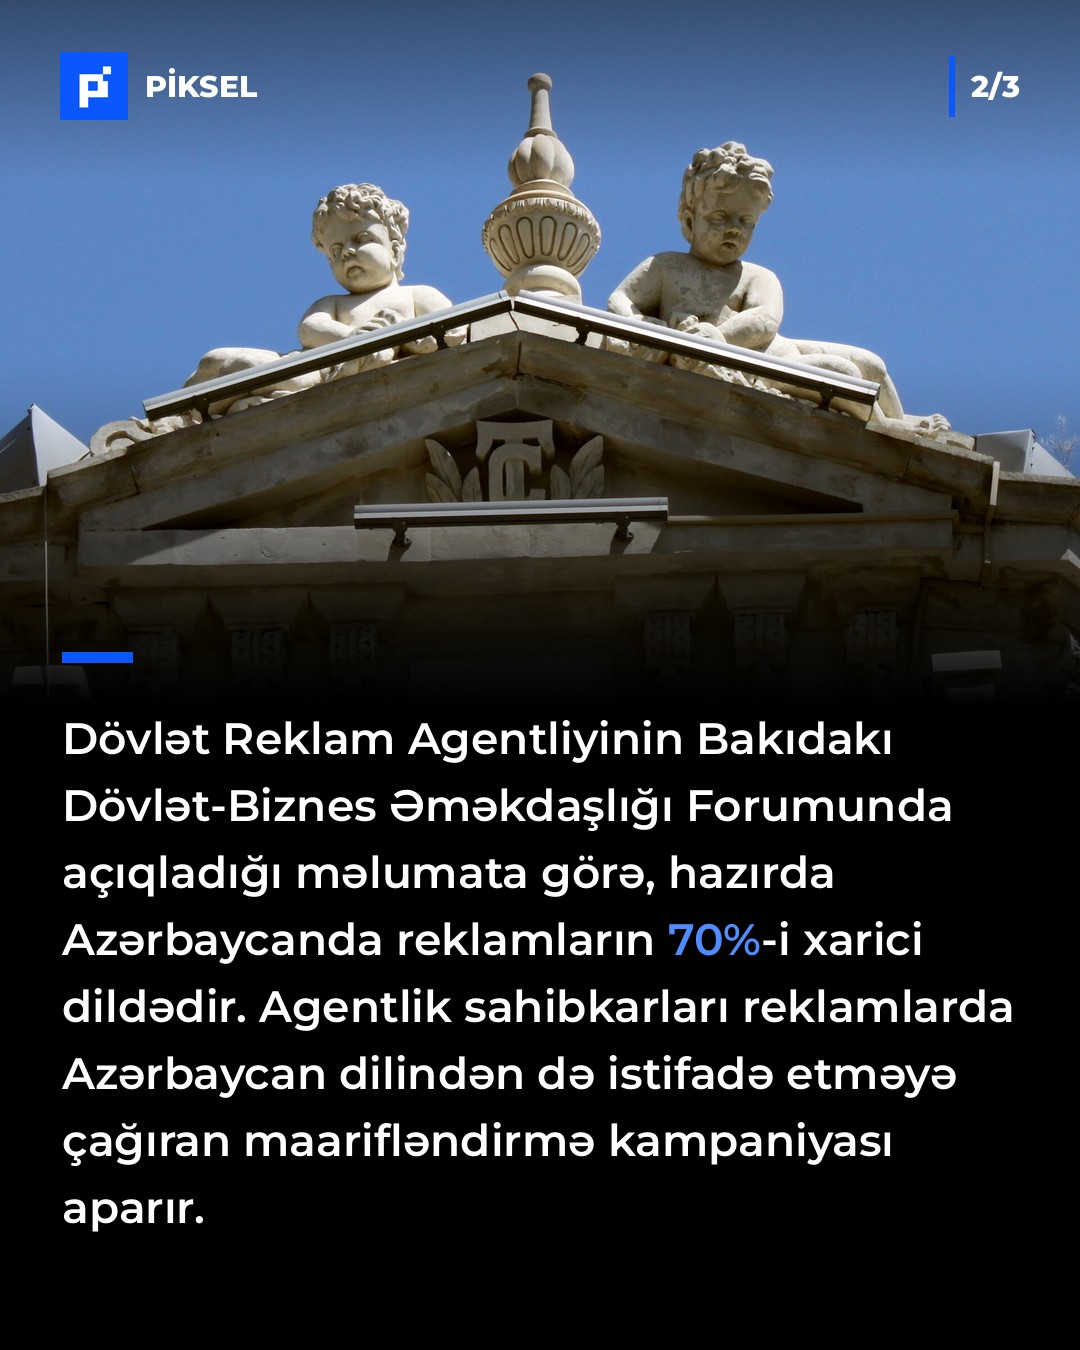 PİKSEL
2/3
Dövlət Reklam Agentliyinin Bakıdakı
Dövlət-Biznes Əməkdaşlığı Forumunda
açıqladığı məlumata görə, hazırda
Azərbaycanda reklamların 70%-i xarici
dildədir. Agentlik sahibkarları reklamlarda
Azərbaycan dilindən də istifadə etməyə
çağıran maarifləndirmə kampaniyası
aparır.